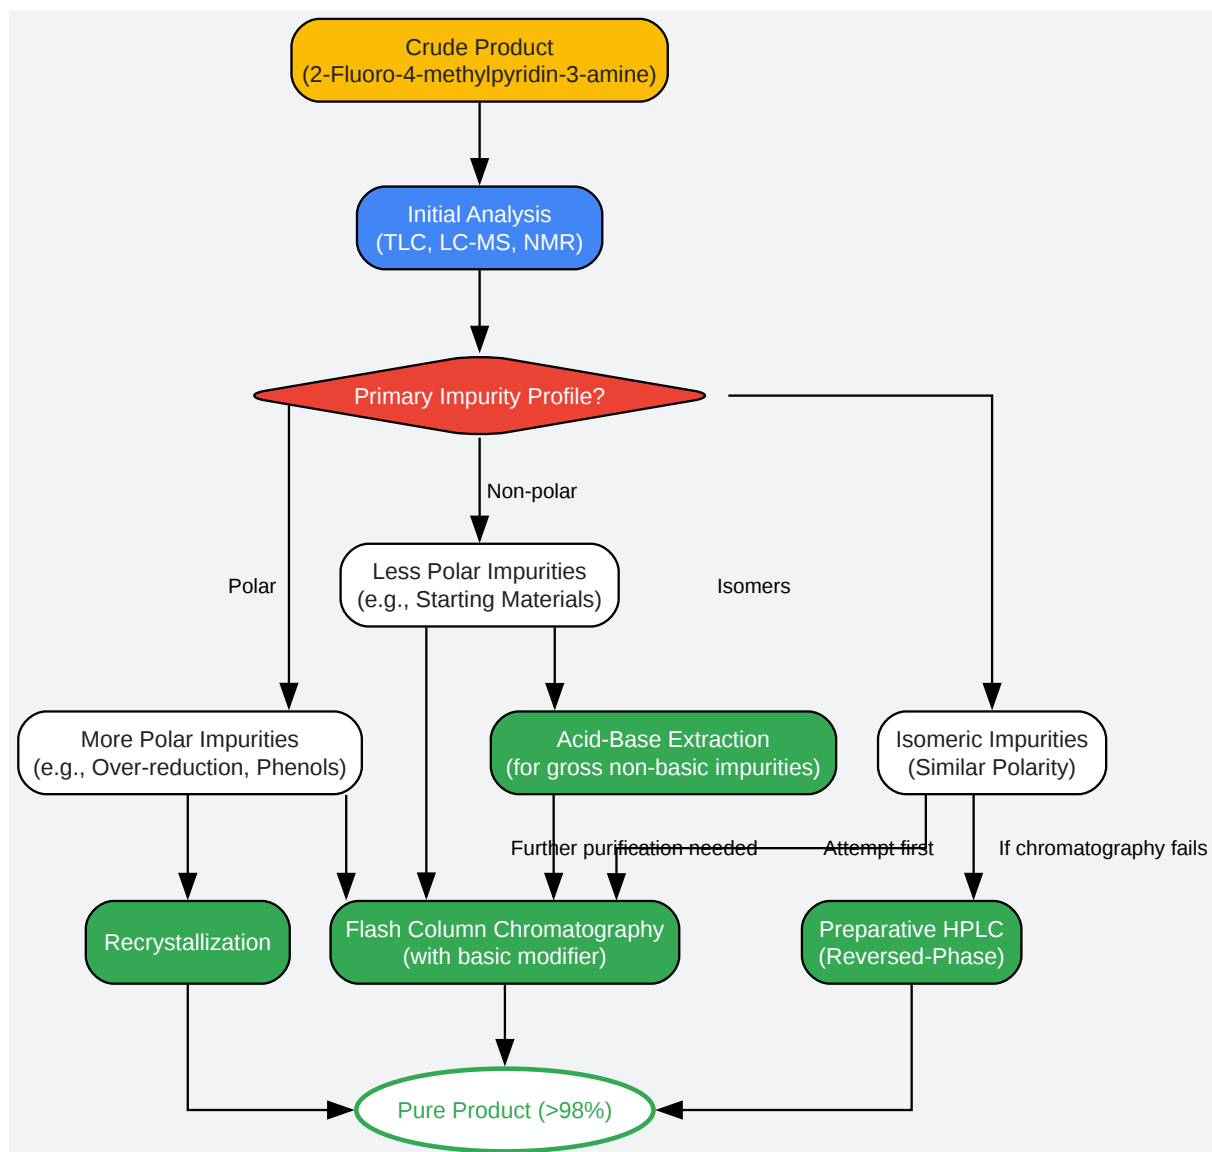 Crude Product
(2-Fluoro-4-methylpyridin-3-amine)
Initial Analysis
(TLC, LC-MS, NMR)
Primary Impurity Profile?
Non-polar
Less Polar Impurities
(e.g., Starting Materials)
Polar
Isomers
More Polar Impurities
(e.g., Over-reduction, Phenols)
Acid-Base Extraction
(for gross non-basic impurities)
Isomeric Impurities
(Similar Polarity)
Further purification needed
Attempt first
If chromatography fails
Recrystallization
Flash Column Chromatography
(with basic modifier)
Preparative HPLC
(Reversed-Phase)
Pure Product (>98%)